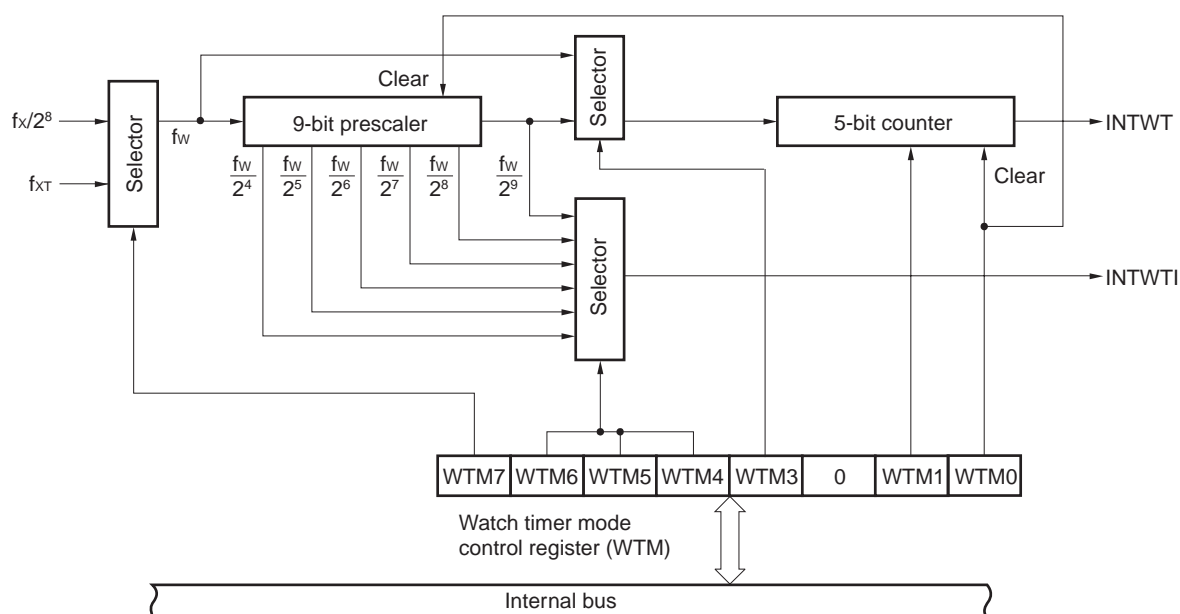 Clear
Selector
fX/2⁸
fW
9-bit prescaler
5-bit counter
INTWT
fXT
Selector
fW/2⁴
fW/2⁵
fW/2⁶
fW/2⁷
fW/2⁸
fW/2⁹
Clear
Selector
INTWTI
WTM7 WTM6 WTM5 WTM4 WTM3 0 WTM1 WTM0
Watch timer mode
control register (WTM)
Internal bus